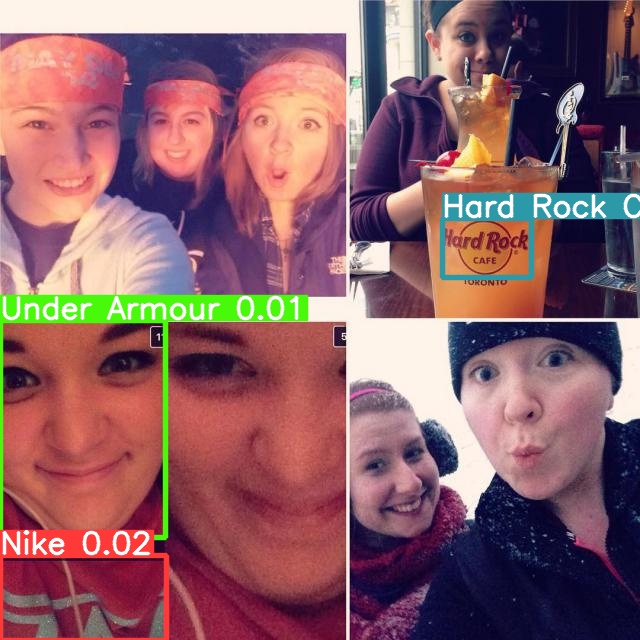 Hard Rock C
Hard Rock
CAFE
TORONTO
Under Armour 0.01
Nike 0.02